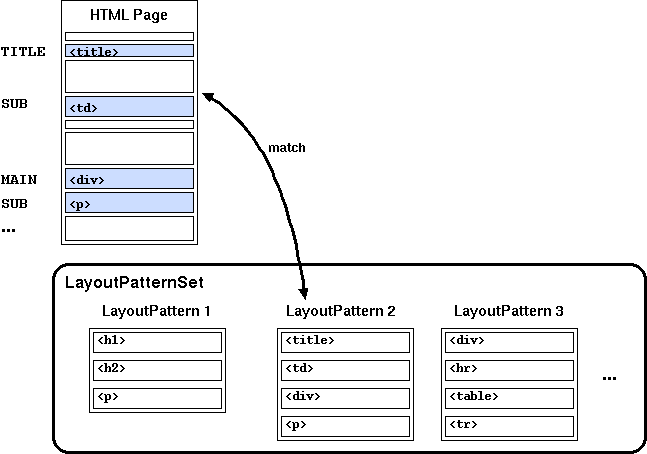 HTML Page
TITLE <title>
SUB <td>
MAIN <div>
SUB <p>
...
match
LayoutPatternSet
LayoutPattern 1
<h1>
<h2>
<p>
LayoutPattern 2
<title>
<td>
<div>
<p>
LayoutPattern 3
<div>
<hr>
<table>
<tr>
...